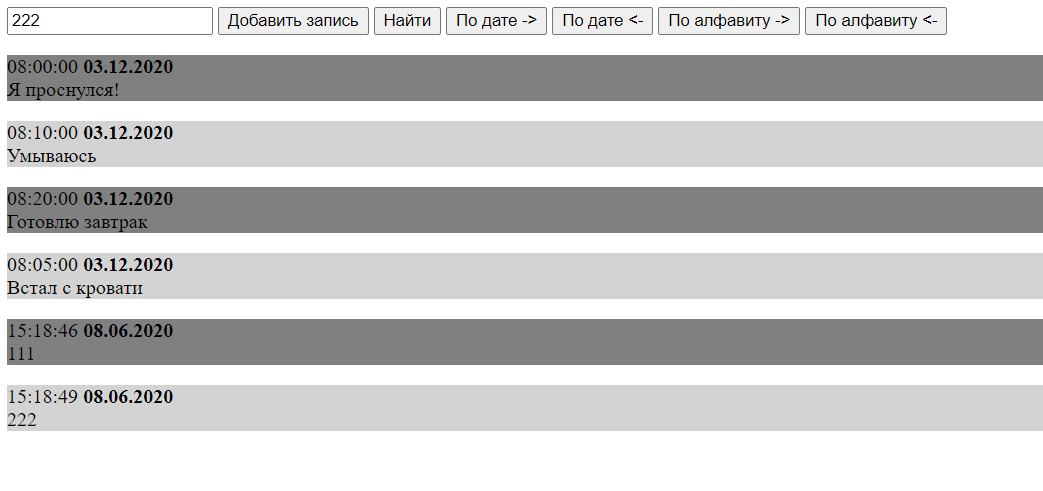 222 Добавить запись Найти По дате -> По дате <- По алфавиту -> По алфавиту <-
08:00:00 03.12.2020
Я проснулся!
08:10:00 03.12.2020
Умываюсь
08:20:00 03.12.2020
Готовлю завтрак
08:05:00 03.12.2020
Встал с кровати
15:18:46 08.06.2020
111
15:18:49 08.06.2020
222